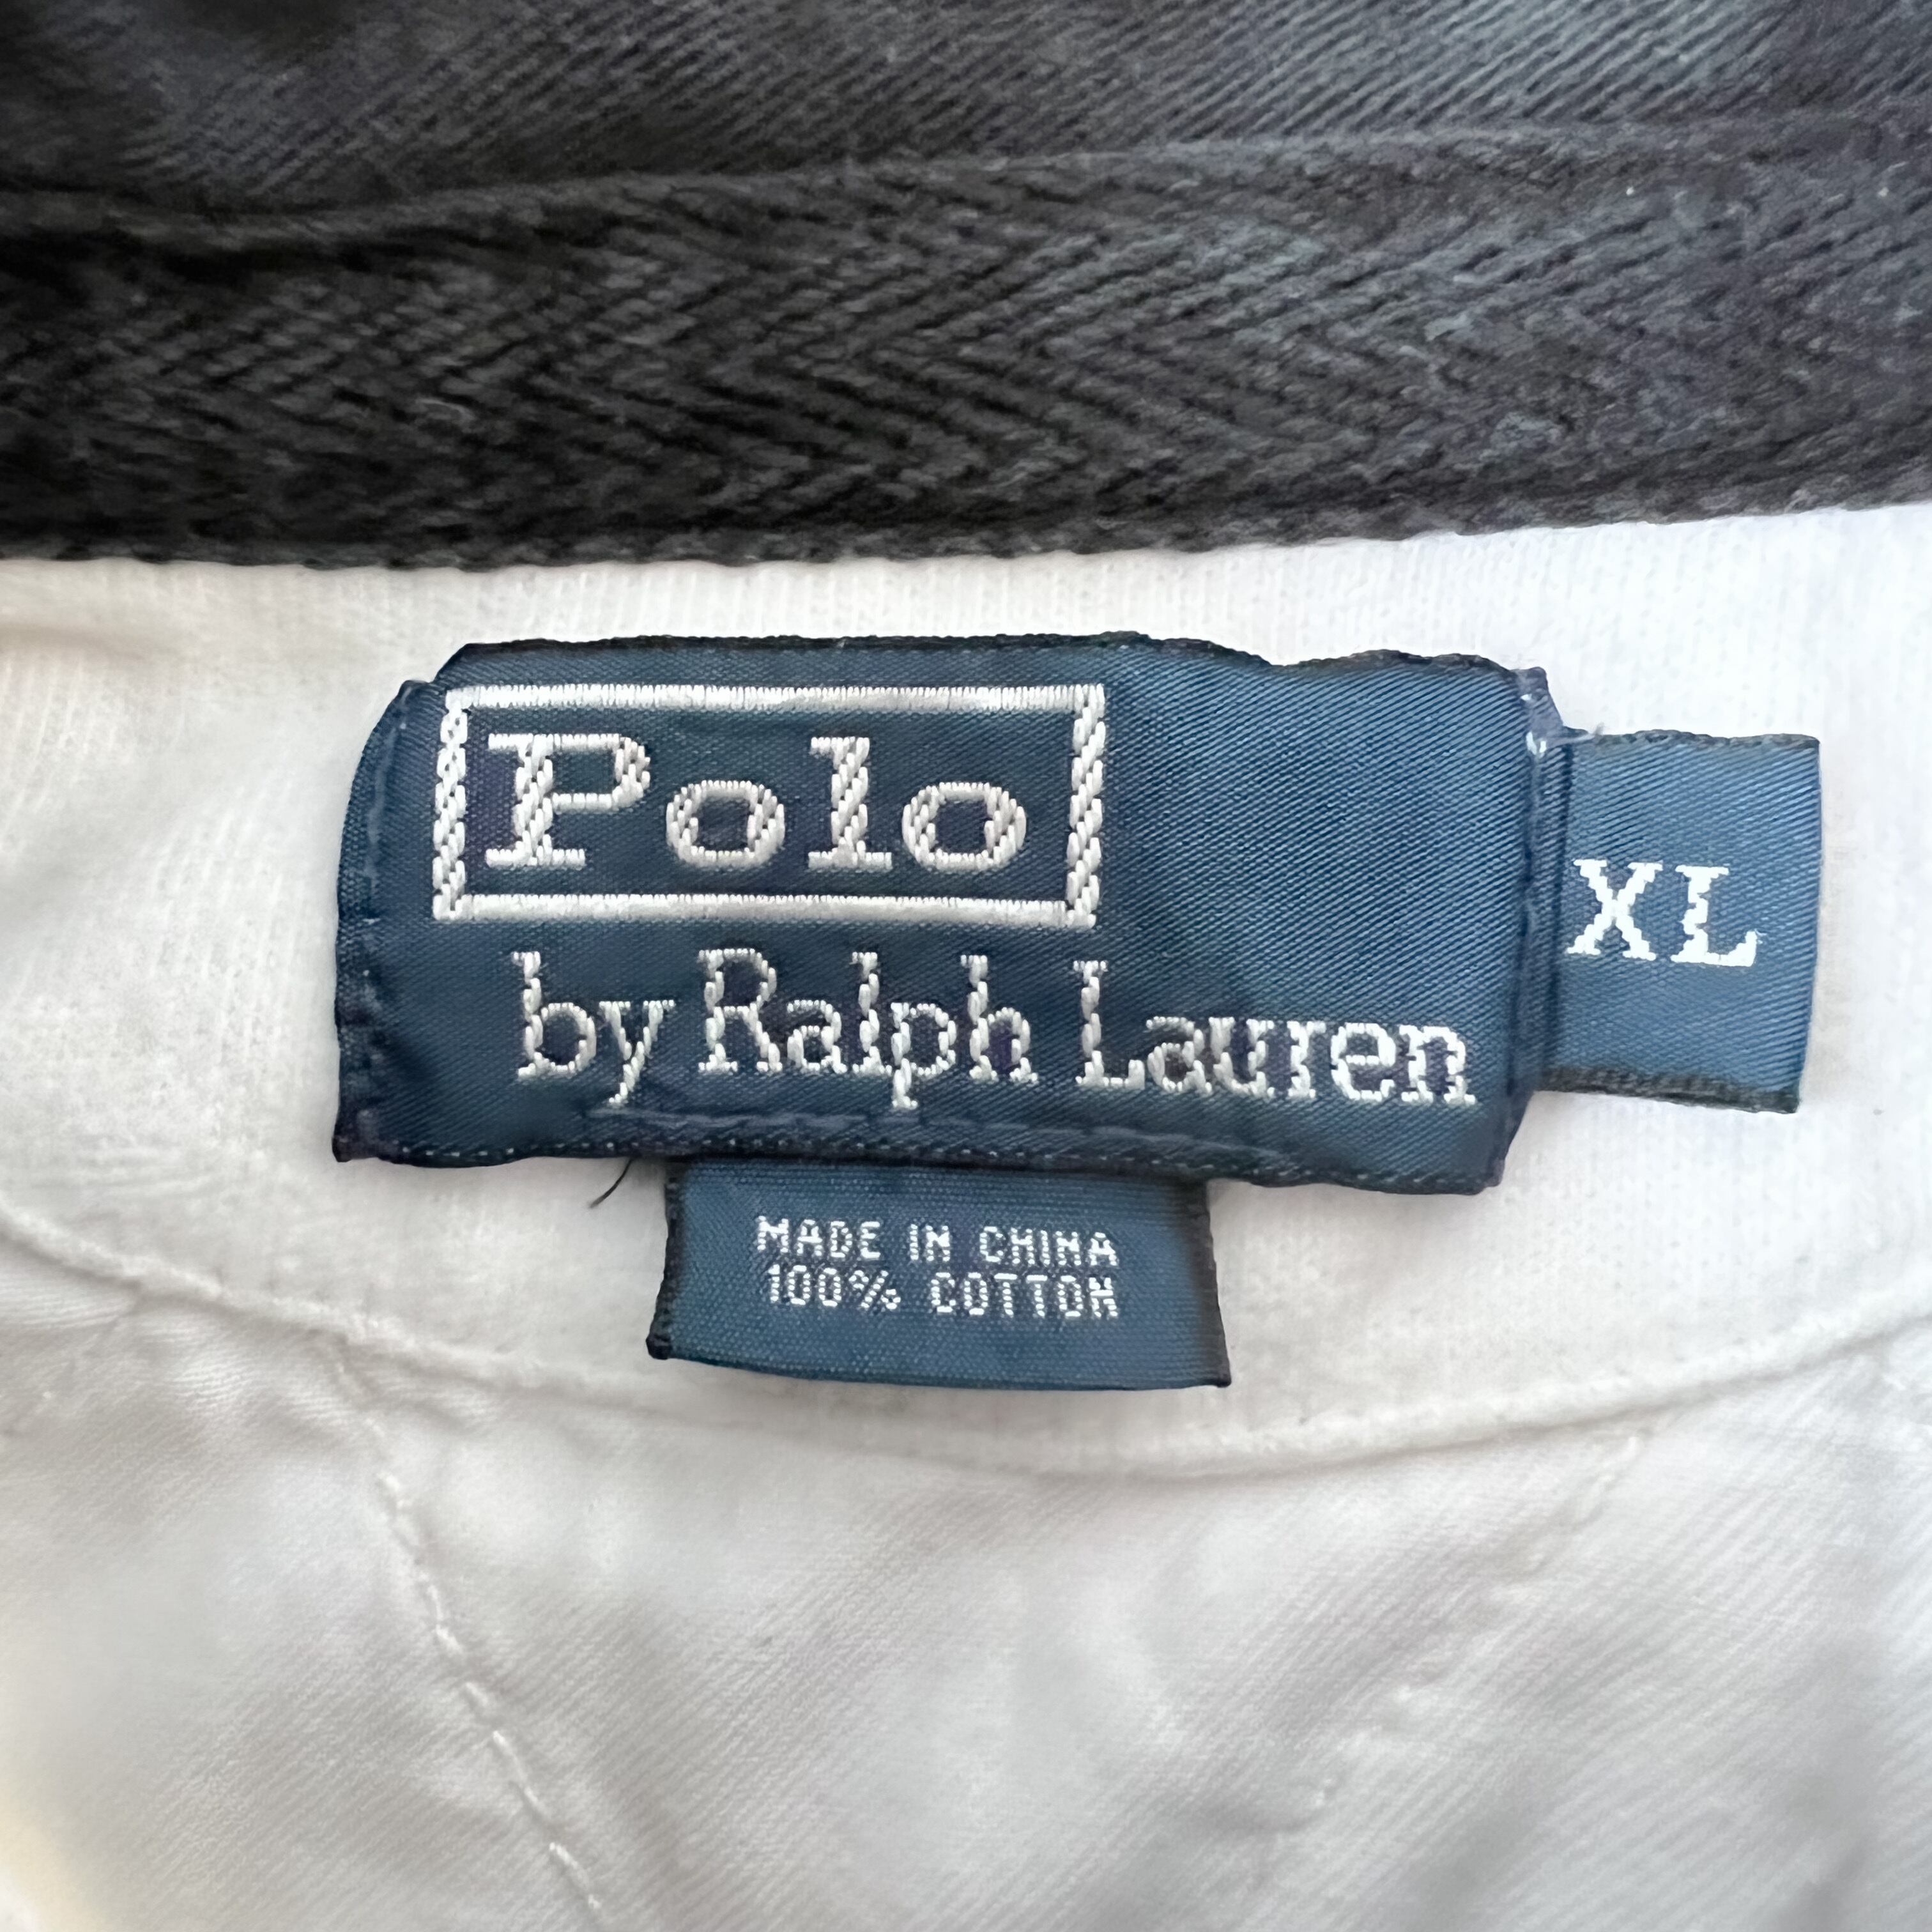 Polo
by Ralph Lauren
XL
MADE IN CHINA
100% COTTON